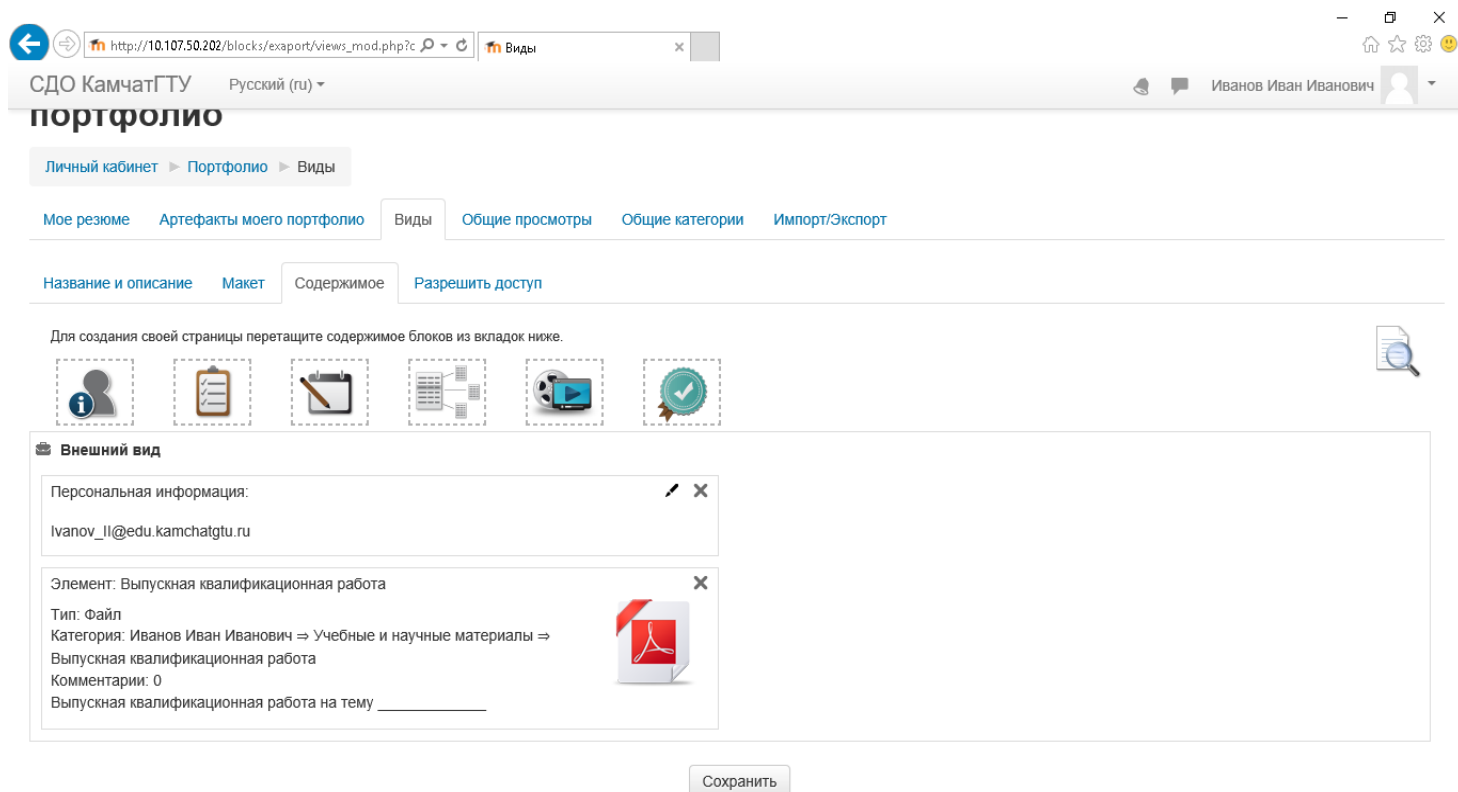 http://10.107.50.202/blocks/exaport/views_mod.php?c
Виды
СДО КамчатГТУ Русский (ru)
Иванов Иван Иванович
портфолио
Личный кабинет ► Портфолио ► Виды
Мое резюме Артефакты моего портфолио Виды Общие просмотры Общие категории Импорт/Экспорт
Название и описание Макет Содержимое Разрешить доступ
Для создания своей страницы перетащите содержимое блоков из вкладок ниже.
Внешний вид
Персональная информация:
Ivanov_II@edu.kamchatgtu.ru
Элемент: Выпускная квалификационная работа
Тип: Файл
Категория: Иванов Иван Иванович ⇒ Учебные и научные материалы ⇒
Выпускная квалификационная работа
Комментарии: 0
Выпускная квалификационная работа на тему ______________
Сохранить